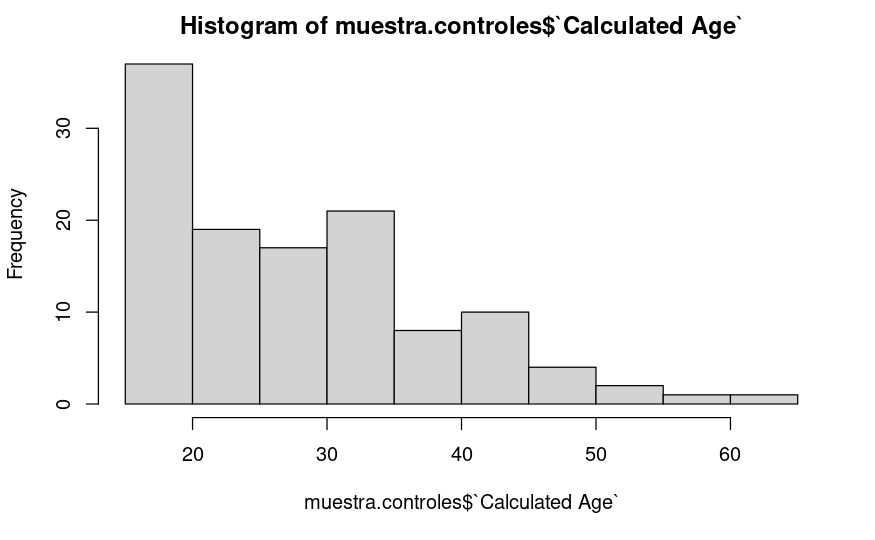 Histogram of muestra.controles$`Calculated Age`
Frequency
30
20
10
0
20 30 40 50 60
muestra.controles$`Calculated Age`